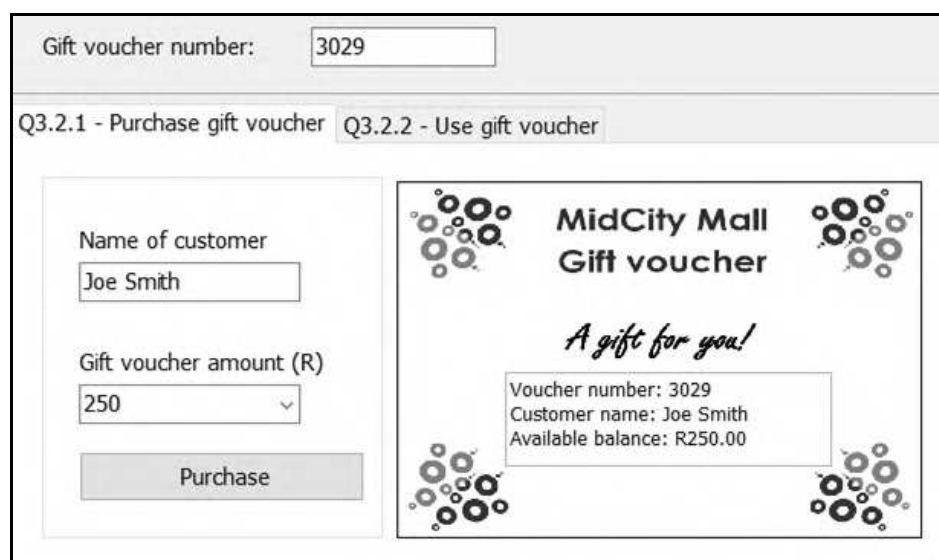 Gift voucher number: 3029
Q3.2.1 - Purchase gift voucher Q3.2.2 - Use gift voucher
Name of customer
Joe Smith
Gift voucher amount (R)
250
Purchase
MidCity Mall
Gift voucher
A gift for you!
Voucher number: 3029
Customer name: Joe Smith
Available balance: R250.00